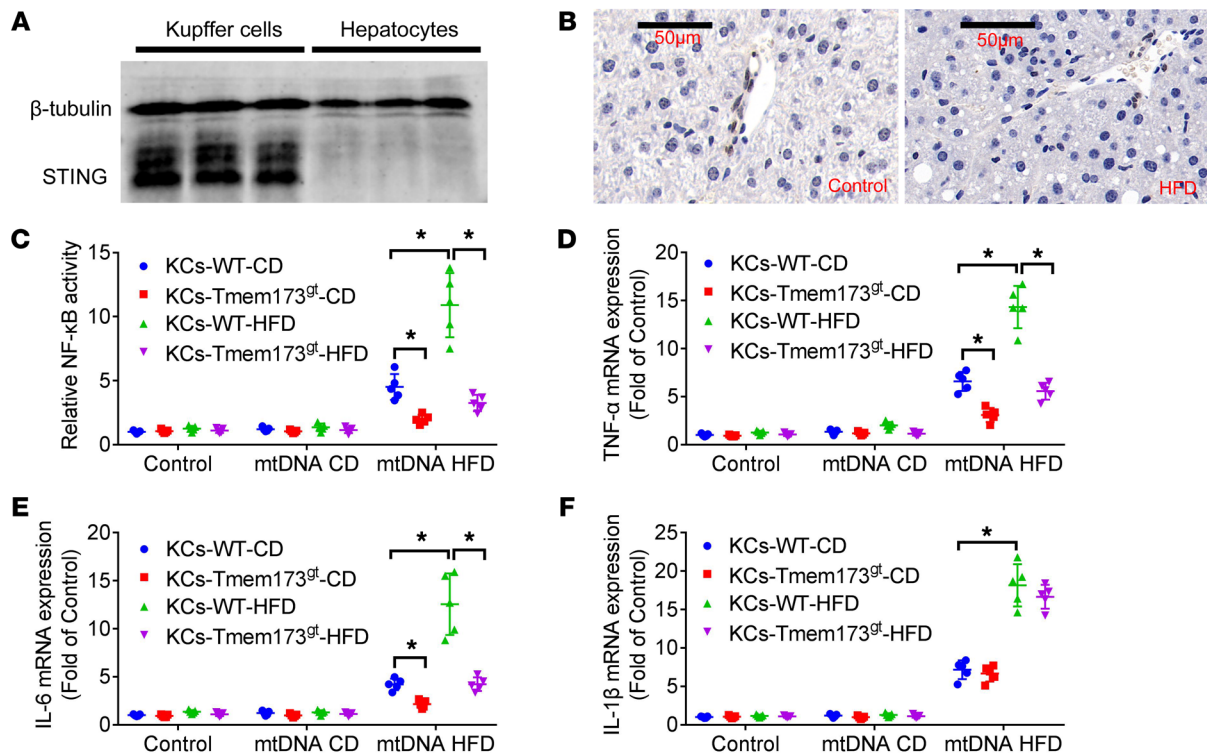 A
Kupffer cells
Hepatocytes
β-tubulin
STING
B
50μm
Control
50μm
HFD
C
Relative NF-κB activity
15
10
5
0
KCs-WT-CD
KCs-Tmem173gt-CD
KCs-WT-HFD
KCs-Tmem173gt-HFD
*
*
*
Control
mtDNA CD
mtDNA HFD
D
TNF-α mRNA expression
(Fold of Control)
20
15
10
5
0
KCs-WT-CD
KCs-Tmem173gt-CD
KCs-WT-HFD
KCs-Tmem173gt-HFD
*
*
*
Control
mtDNA CD
mtDNA HFD
E
IL-6 mRNA expression
(Fold of Control)
20
15
10
5
0
KCs-WT-CD
KCs-Tmem173gt-CD
KCs-WT-HFD
KCs-Tmem173gt-HFD
*
*
*
Control
mtDNA CD
mtDNA HFD
F
IL-1β mRNA expression
(Fold of Control)
25
20
15
10
5
0
KCs-WT-CD
KCs-Tmem173gt-CD
KCs-WT-HFD
KCs-Tmem173gt-HFD
*
Control
mtDNA CD
mtDNA HFD